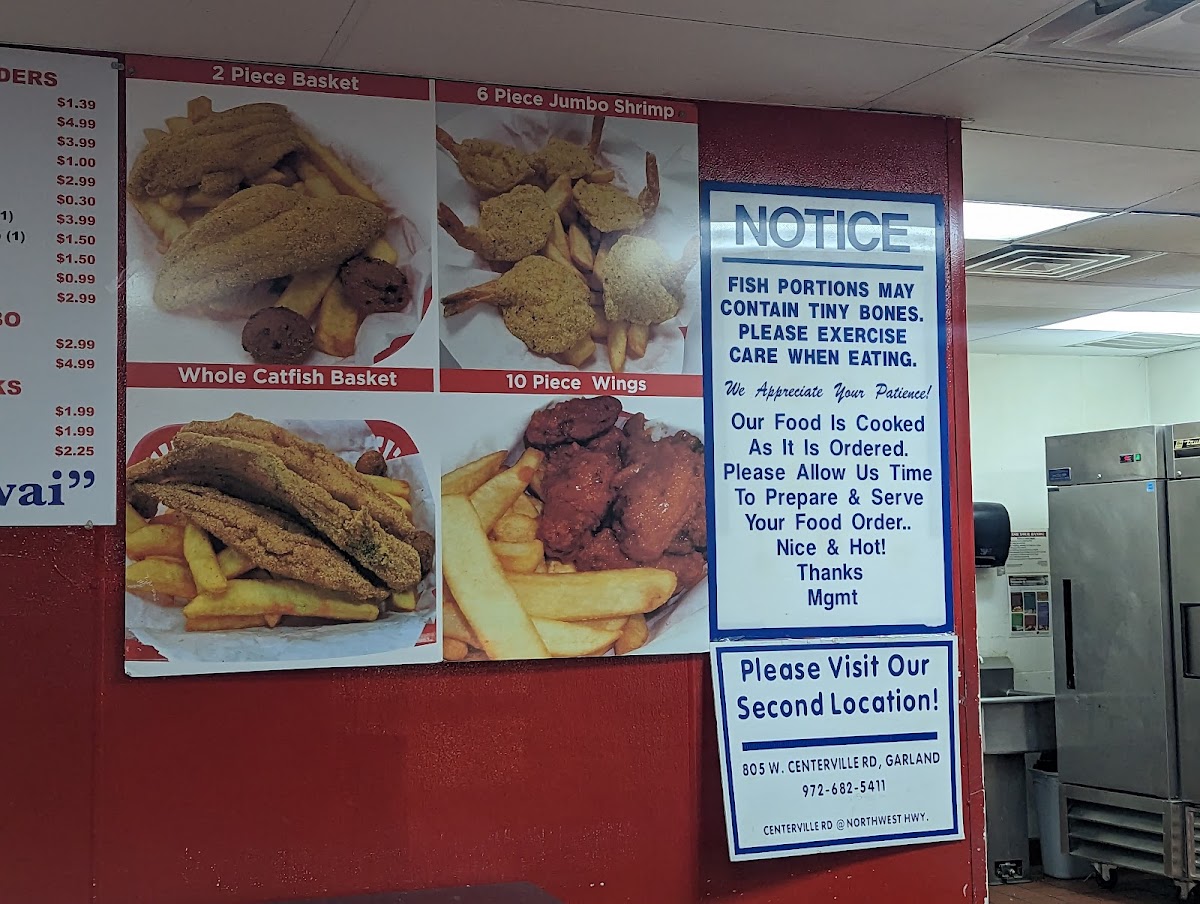 DERS
$1.39
$4.99
$3.99
$1.00
$2.99
$0.30
1) $3.99
(1) $1.50
$1.50
$0.99
$2.99
BO
$2.99
$4.99
KS
$1.99
$1.99
$2.25
vai”
2 Piece Basket
6 Piece Jumbo Shrimp
Whole Catfish Basket
10 Piece Wings
NOTICE
FISH PORTIONS MAY
CONTAIN TINY BONES.
PLEASE EXERCISE
CARE WHEN EATING.
We Appreciate Your Patience!
Our Food Is Cooked
As It Is Ordered.
Please Allow Us Time
To Prepare & Serve
Your Food Order..
Nice & Hot!
Thanks
Mgmt
Please Visit Our
Second Location!
805 W. CENTERVILLE RD, GARLAND
972-682-5411
CENTERVILLE RD @ NORTHWEST HWY.